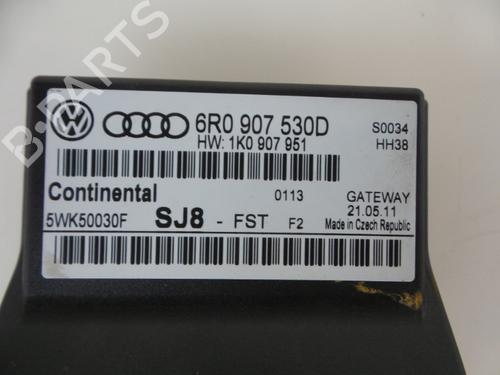 6R0 907 530D
S0034
HW: 1K0 907 951
HH38
Continental
0113
GATEWAY
5WK50030F
SJ8 - FST F2
21.05.11
Made in Czech Republic
B-PARTS